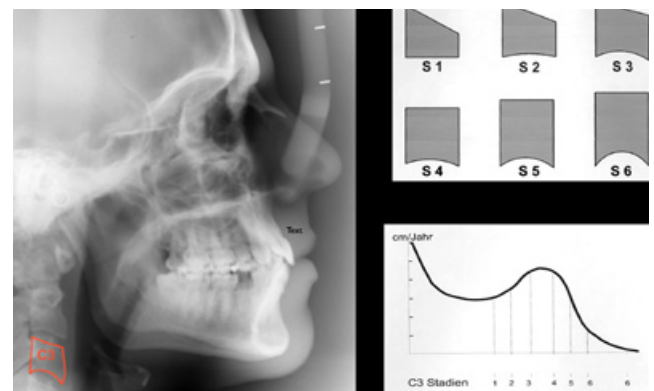 Text
C3
S 1 S 2 S 3
S 4 S 5 S 6
cm/Jahr
C3 Stadien 1 2 3 4 5 6 6